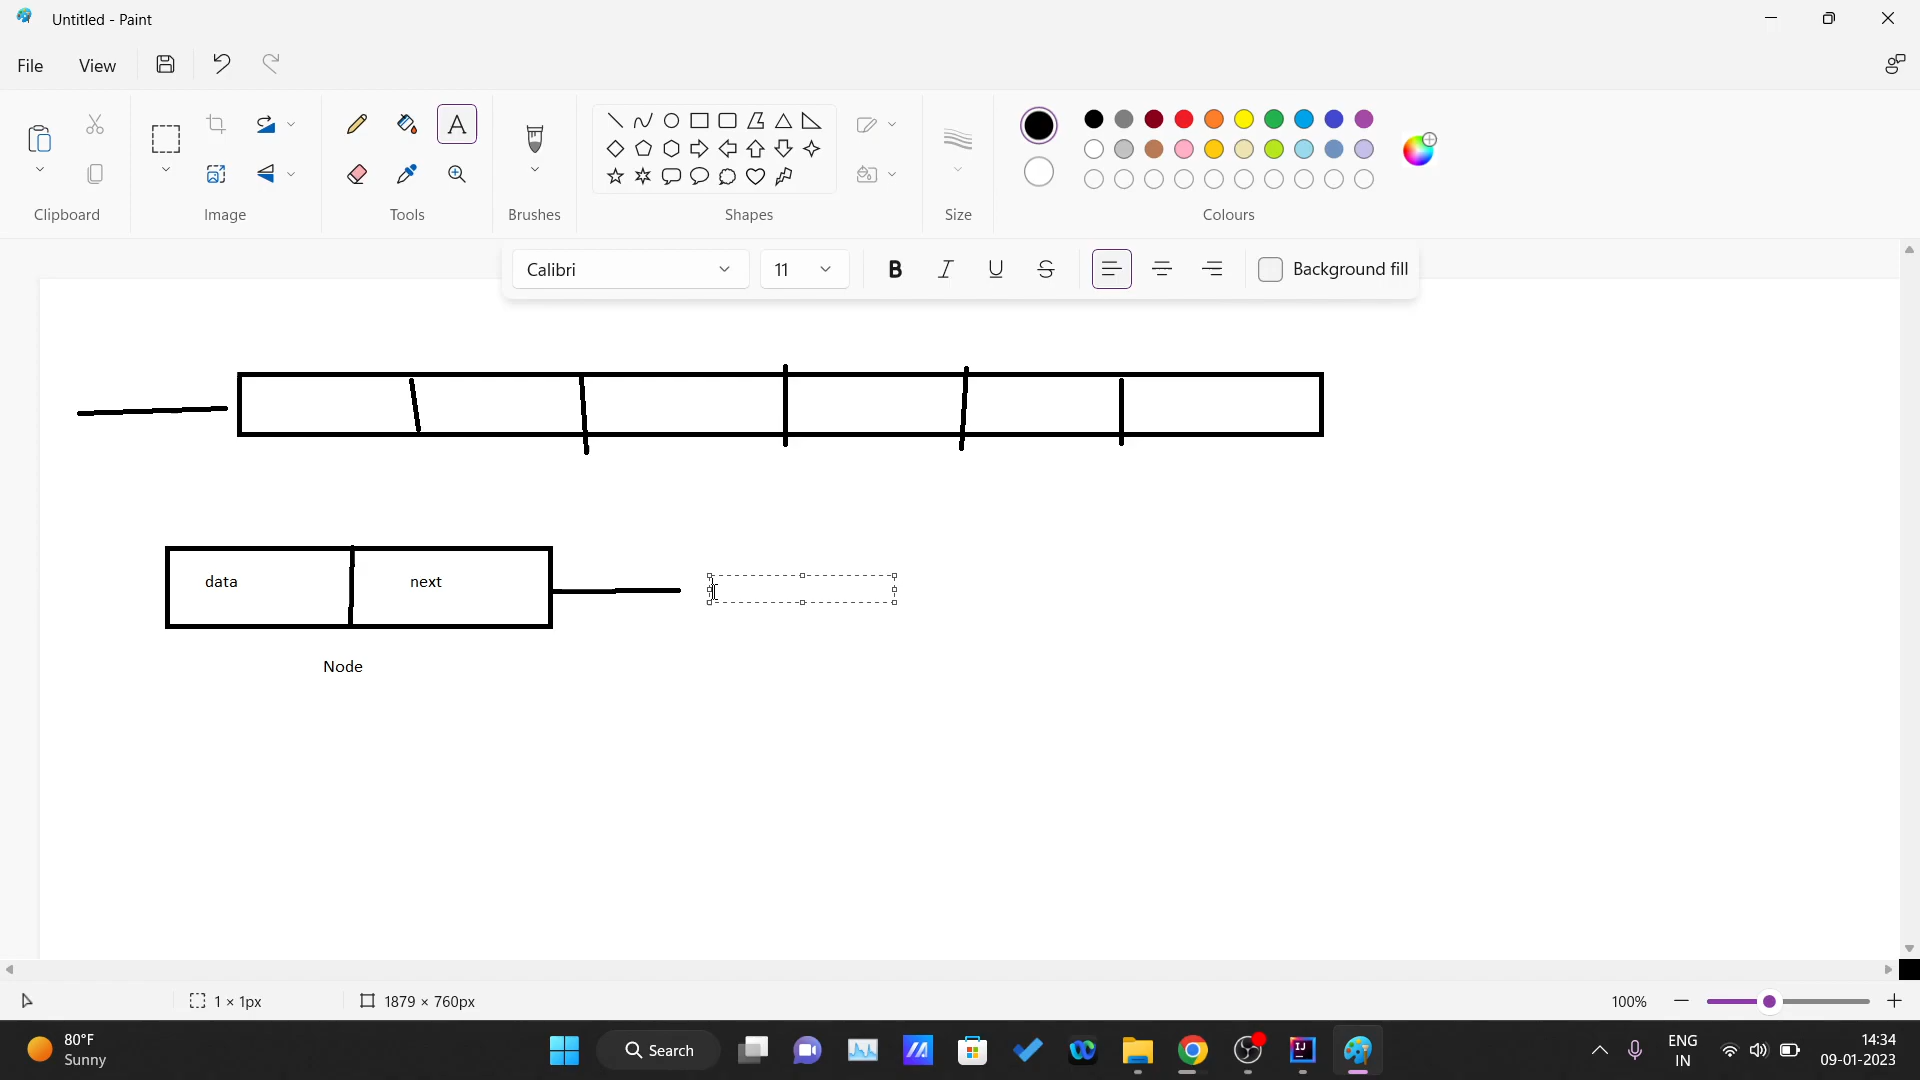 Untitled - Paint
File
View
Clipboard
Image
Tools
Brushes
Shapes
Size
Colours
Calibri
11
B
I
U
S
Background fill
data
next
Node
1 × 1px
1879 × 760px
100%
80°F
Sunny
Search
ENG
IN
14:34
09-01-2023